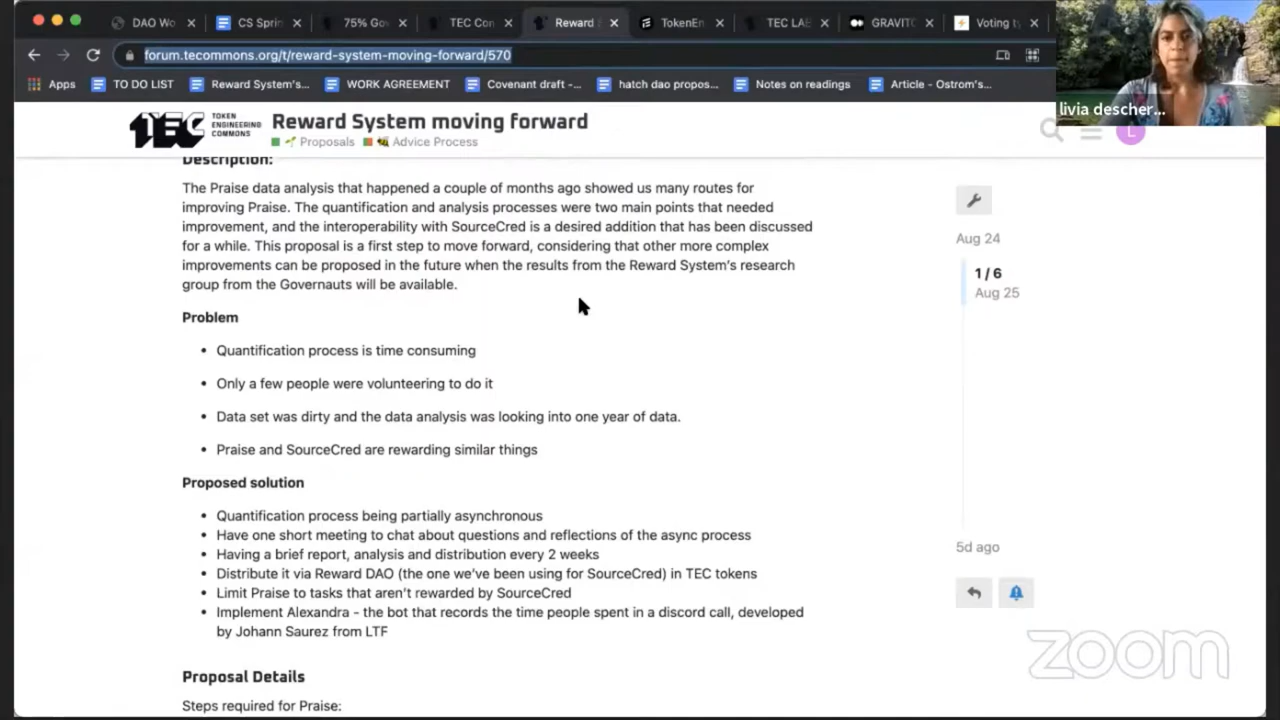 DAO Wo
CS Sprin
75% Gov
TEC Con
Reward S
TokenEn
TEC LAB
GRAVIT
Voting t
forum.tecommons.org/t/reward-system-moving-forward/570
Apps
TO DO LIST
Reward System's...
WORK AGREEMENT
Covenant draft -...
hatch dao propos...
Notes on readings
Article - Ostrom's...
livia descher...
TEC
TOKEN
ENGINEERING
COMMONS
Reward System moving forward
Proposals
Advice Process
L
Description:
The Praise data analysis that happened a couple of months ago showed us many routes for
improving Praise. The quantification and analysis processes were two main points that needed
improvement, and the interoperability with SourceCred is a desired addition that has been discussed
for a while. This proposal is a first step to move forward, considering that other more complex
improvements can be proposed in the future when the results from the Reward System's research
group from the Governauts will be available.
Aug 24
1 / 6
Aug 25
Problem
• Quantification process is time consuming
• Only a few people were volunteering to do it
• Data set was dirty and the data analysis was looking into one year of data.
• Praise and SourceCred are rewarding similar things
Proposed solution
• Quantification process being partially asynchronous
• Have one short meeting to chat about questions and reflections of the async process
• Having a brief report, analysis and distribution every 2 weeks
• Distribute it via Reward DAO (the one we've been using for SourceCred) in TEC tokens
• Limit Praise to tasks that aren't rewarded by SourceCred
• Implement Alexandra - the bot that records the time people spent in a discord call, developed
by Johann Saurez from LTF
5d ago
Proposal Details
Steps required for Praise:
zoom